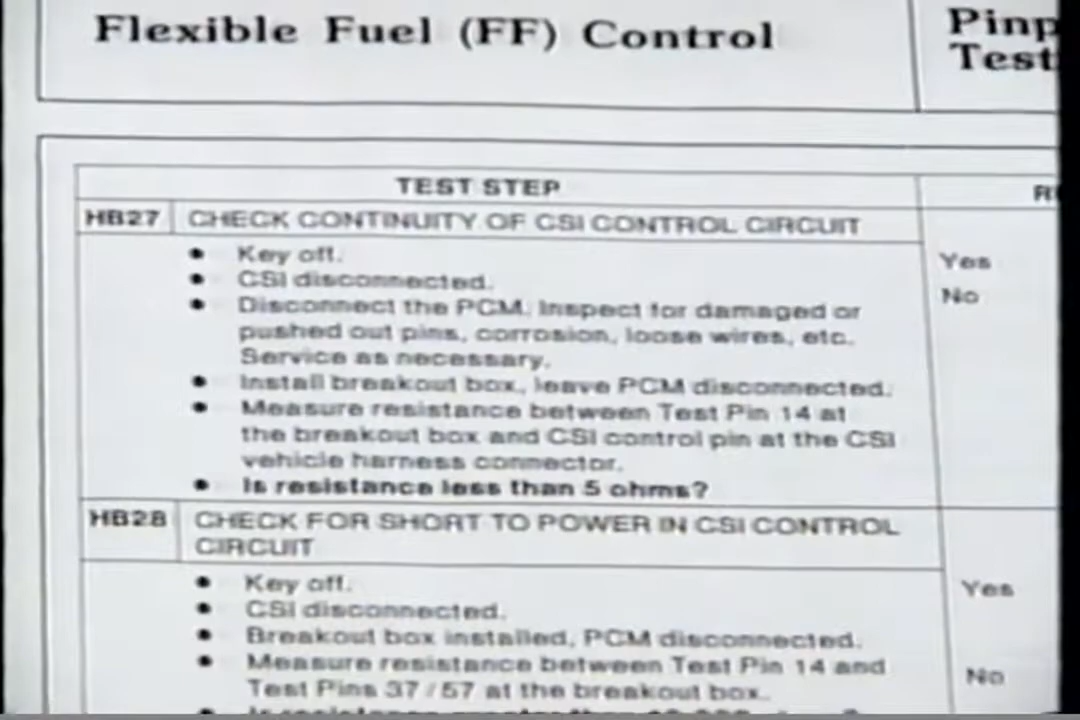 Flexible Fuel (FF) Control
Pinp
Test
TEST STEP
HB27 CHECK CONTINUITY OF CSI CONTROL CIRCUIT
● Key off.
● CSI disconnected.
● Disconnect the PCM. Inspect for damaged or
pushed out pins, corrosion, loose wires, etc.
Service as necessary.
● Install breakout box, leave PCM disconnected.
● Measure resistance between Test Pin 14 at
the breakout box and CSI control pin at the CSI
vehicle harness connector.
● Is resistance less than 5 ohms?
Yes
No
HB28 CHECK FOR SHORT TO POWER IN CSI CONTROL
CIRCUIT
● Key off.
● CSI disconnected.
● Breakout box installed, PCM disconnected.
● Measure resistance between Test Pin 14 and
Test Pins 37/57 at the breakout box.
Yes
No